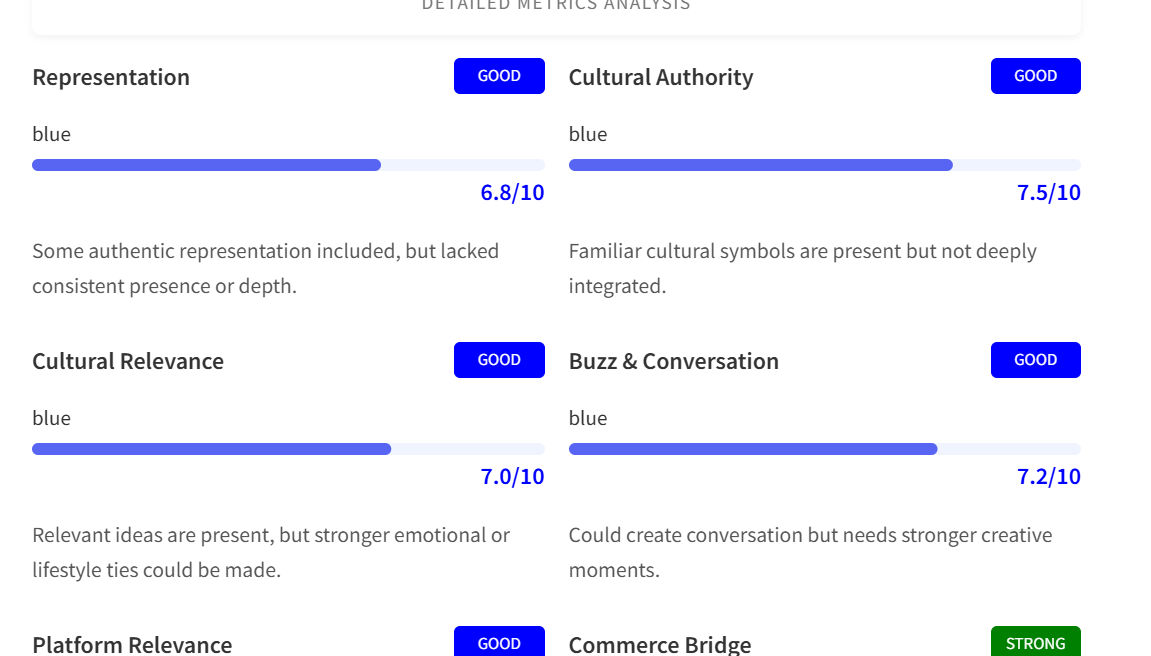 DETAILED METRICS ANALYSIS
Representation
GOOD
blue
6.8/10
Some authentic representation included, but lacked
consistent presence or depth.
Cultural Authority
GOOD
blue
7.5/10
Familiar cultural symbols are present but not deeply
integrated.
Cultural Relevance
GOOD
blue
7.0/10
Relevant ideas are present, but stronger emotional or
lifestyle ties could be made.
Buzz & Conversation
GOOD
blue
7.2/10
Could create conversation but needs stronger creative
moments.
Platform Relevance
GOOD
Commerce Bridge
STRONG